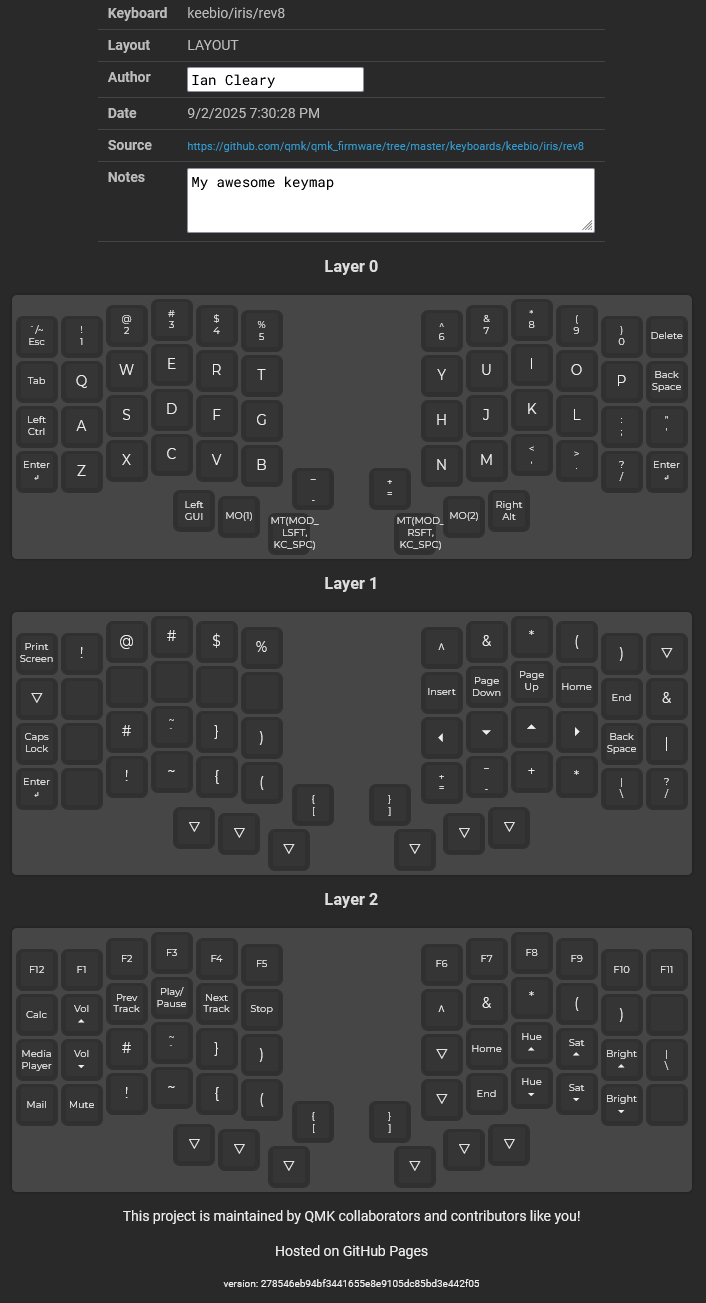 Keyboard keebio/iris/rev8
Layout LAYOUT
Author Ian Cleary
Date 9/2/2025 7:30:28 PM
Source https://github.com/qmk/qmk_firmware/tree/master/keyboards/keebio/iris/rev8
Notes My awesome keymap
Layer 0
`/~ Esc ! 1 @ 2 # 3 $ 4 % 5 ^ 6 & 7 * 8 ( 9 ) 0 Delete
Tab Q W E R T Y U I O P Back Space
Left Ctrl A S D F G H J K L : ; " '
Enter ↲ Z X C V B N M < , > . ? / Enter ↲
_ - + =
Left GUI MO(1) MT(MOD_LSFT, KC_SPC) MT(MOD_RSFT, KC_SPC) MO(2) Right Alt
Layer 1
Print Screen ! @ # $ % ^ & * ( ) ▽
▽ Insert Page Down Page Up Home End &
Caps Lock # ~ ` } ) ◂ ▾ ▴ ▸ Back Space |
Enter ↲ ! ~ { ( + = _ - + * | \ ? /
{ [ } ]
▽ ▽ ▽ ▽ ▽ ▽
Layer 2
F12 F1 F2 F3 F4 F5 F6 F7 F8 F9 F10 F11
Calc Vol ▴ Prev Track Play/ Pause Next Track Stop ^ & * ( )
Media Player Vol ▾ # ~ ` } ) ▽ Home Hue ▴ Sat ▴ Bright ▴ | \
Mail Mute ! ~ { ( ▽ End Hue ▾ Sat ▾ Bright ▾
{ [ } ]
▽ ▽ ▽ ▽ ▽ ▽
This project is maintained by QMK collaborators and contributors like you!
Hosted on GitHub Pages
version: 278546eb94bf3441655e8e9105dc85bd3e442f05